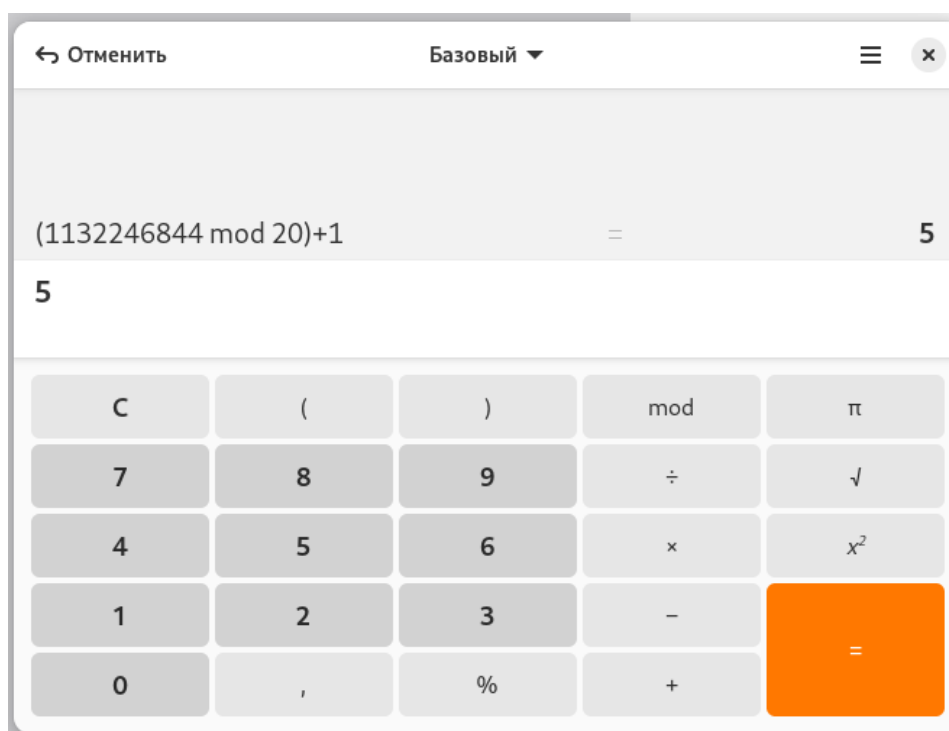 Отменить Базовый
(1132246844 mod 20)+1 = 5
5
C ( ) mod π
7 8 9 ÷ √
4 5 6 × x²
1 2 3 −
0 , % + =